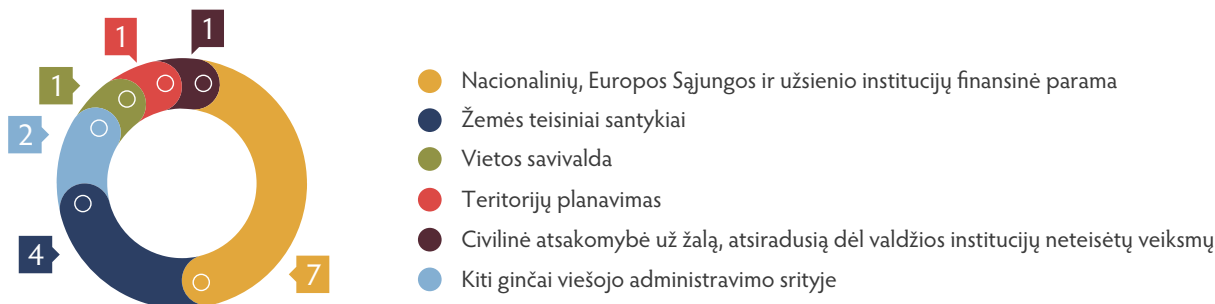 1
1
1
2
4
7
Nacionalinių, Europos Sąjungos ir užsienio institucijų finansinė parama
Žemės teisiniai santykiai
Vietos savivalda
Teritorijų planavimas
Civilinė atsakomybė už žalą, atsiradusią dėl valdžios institucijų neteisėtų veiksmų
Kiti ginčai viešojo administravimo srityje